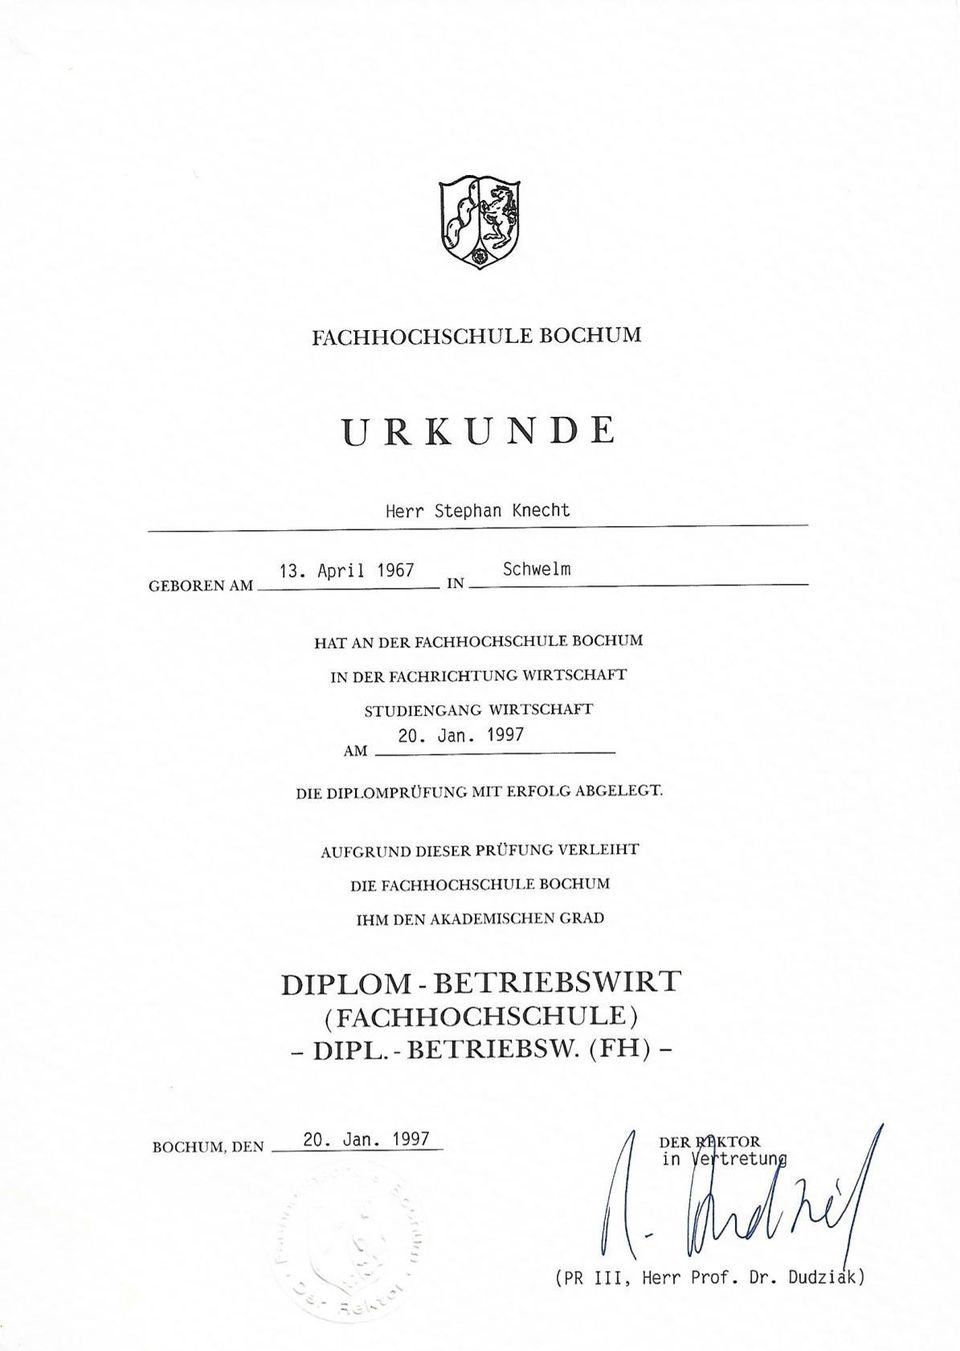 FACHHOCHSCHULE BOCHUM
URKUNDE
Herr Stephan Knecht
GEBOREN AM 13. April 1967 IN Schwelm
HAT AN DER FACHHOCHSCHULE BOCHUM
IN DER FACHRICHTUNG WIRTSCHAFT
STUDIENGANG WIRTSCHAFT
AM 20. Jan. 1997
DIE DIPLOMPRÜFUNG MIT ERFOLG ABGELEGT.
AUFGRUND DIESER PRÜFUNG VERLEIHT
DIE FACHHOCHSCHULE BOCHUM
IHM DEN AKADEMISCHEN GRAD
DIPLOM-BETRIEBSWIRT
(FACHHOCHSCHULE)
– DIPL.-BETRIEBSW. (FH) –
BOCHUM, DEN 20. Jan. 1997
DER REKTOR
in Vertretung
(PR III, Herr Prof. Dr. Dudziak)
Der Rektor